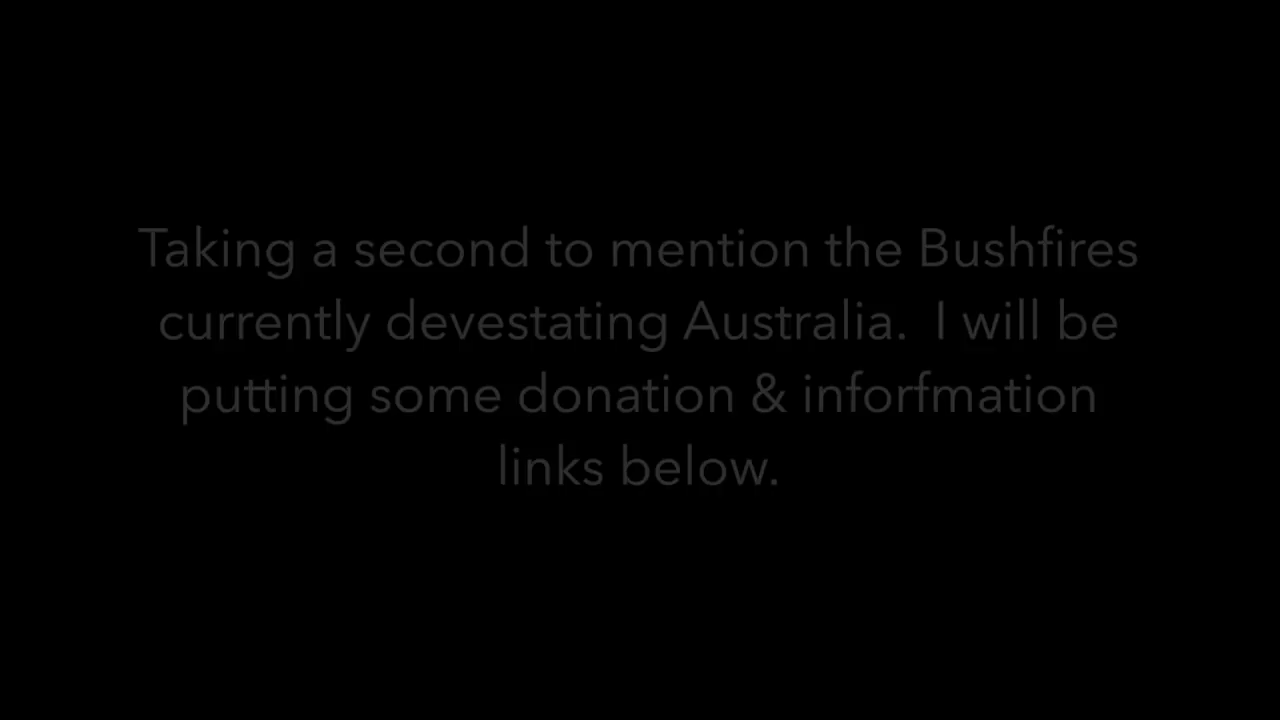 Taking a second to mention the Bushfires
currently devestating Australia.  I will be
putting some donation & inforfmation
links below.